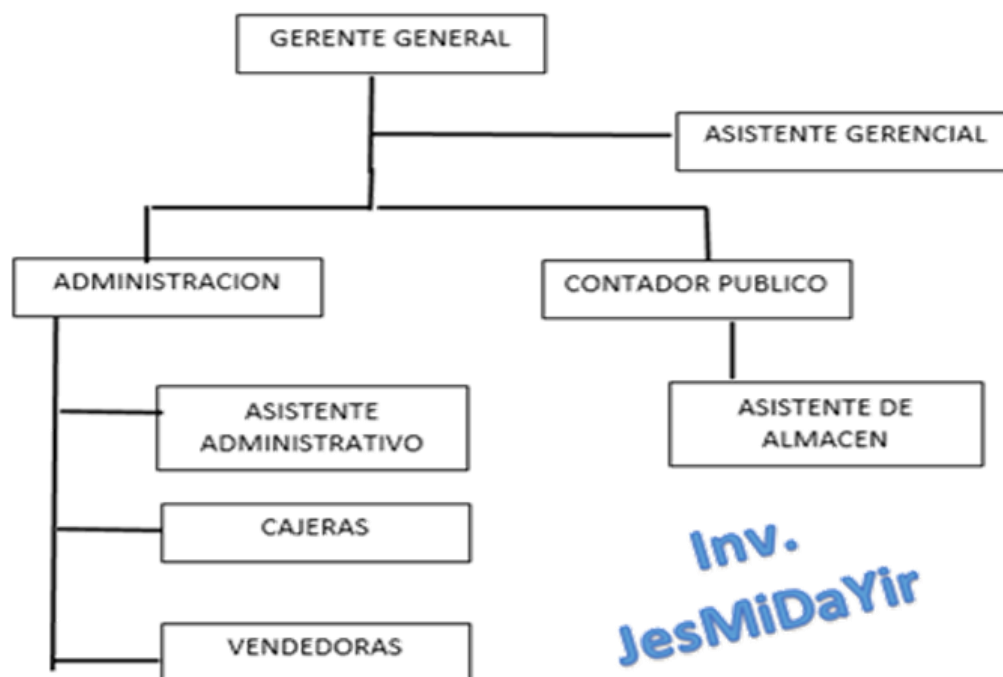 GERENTE GENERAL
ASISTENTE GERENCIAL
ADMINISTRACION
CONTADOR PUBLICO
ASISTENTE
ADMINISTRATIVO
ASISTENTE DE
ALMACEN
CAJERAS
VENDEDORAS
Inv.
JesMiDaYir